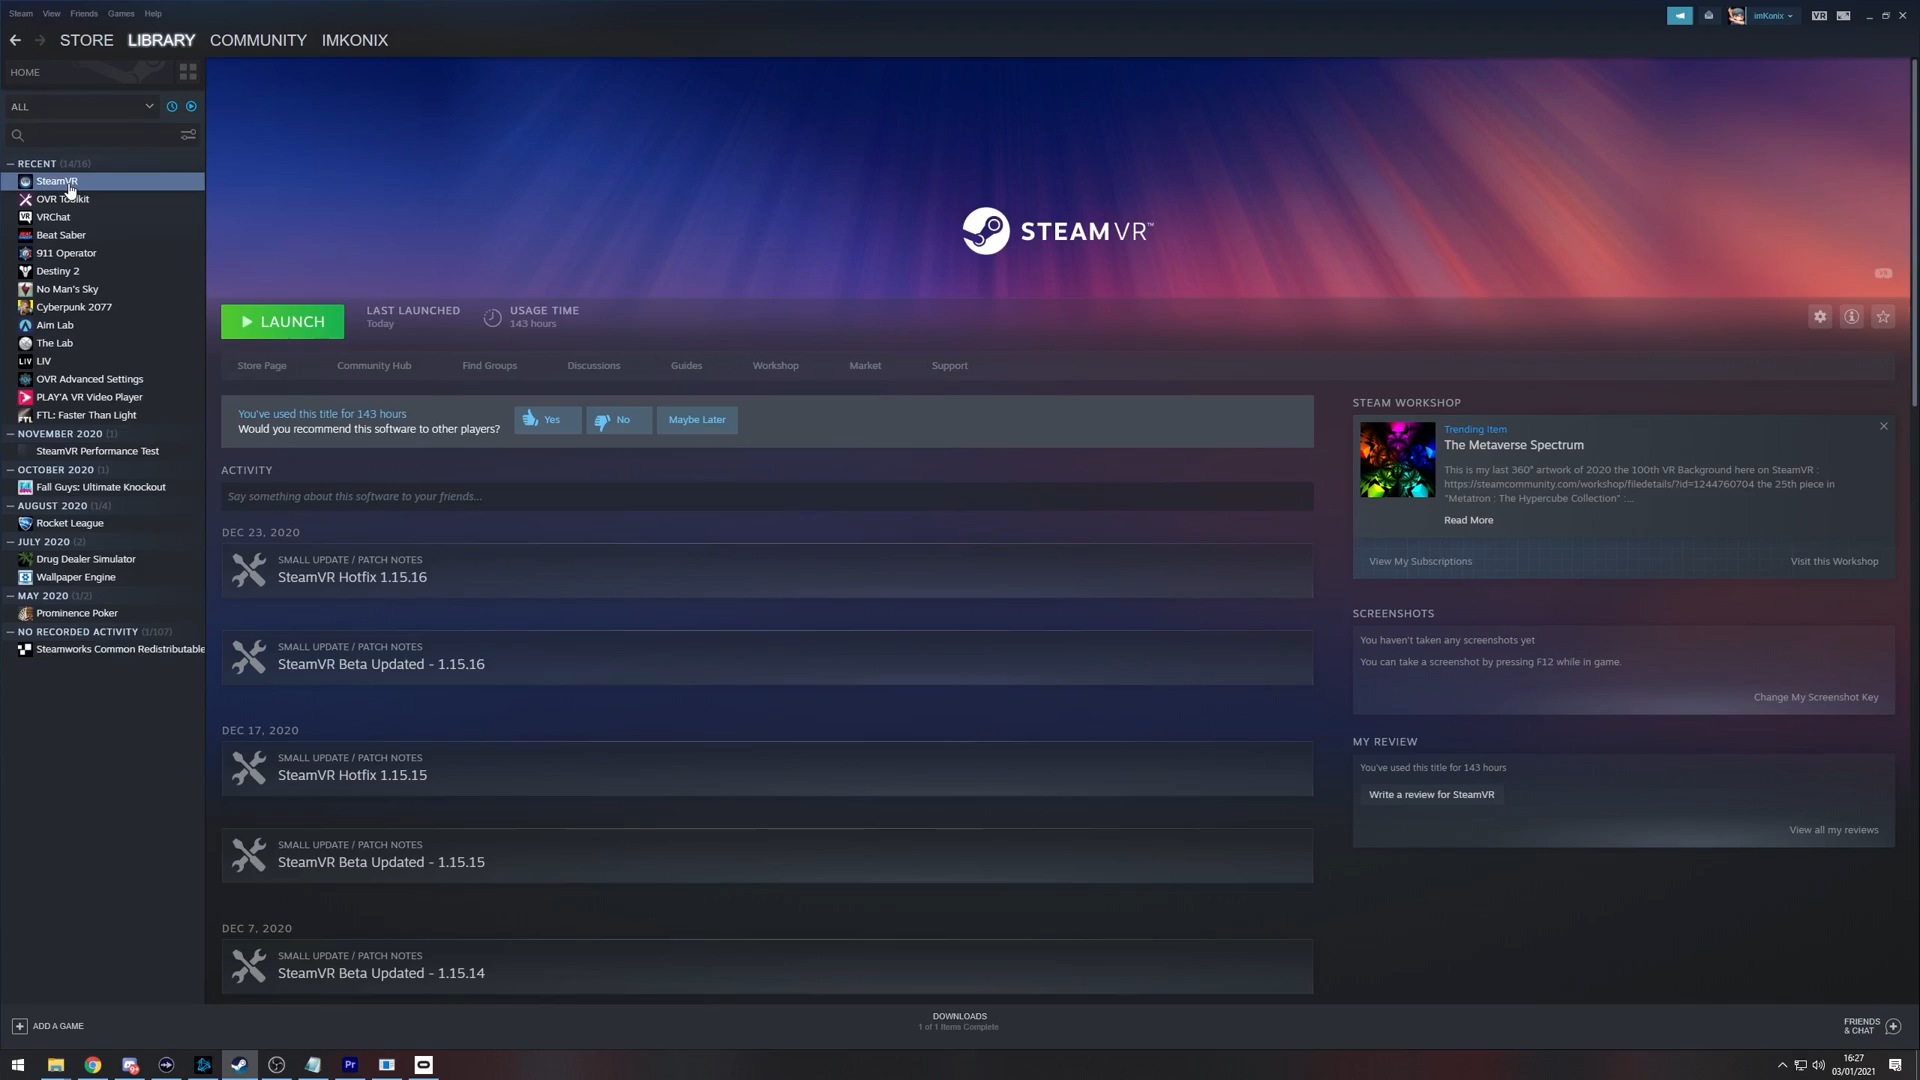 Steam View Friends Games Help
imKonix
VR
STORE LIBRARY COMMUNITY IMKONIX
HOME
ALL
— RECENT (14/16)
SteamVR
OVR Toolkit
VRChat
Beat Saber
911 Operator
Destiny 2
No Man's Sky
Cyberpunk 2077
Aim Lab
The Lab
LIV
OVR Advanced Settings
PLAY'A VR Video Player
FTL: Faster Than Light
— NOVEMBER 2020 (1)
SteamVR Performance Test
— OCTOBER 2020 (1)
Fall Guys: Ultimate Knockout
— AUGUST 2020 (1/4)
Rocket League
— JULY 2020 (2)
Drug Dealer Simulator
Wallpaper Engine
— MAY 2020 (1/2)
Prominence Poker
— NO RECORDED ACTIVITY (1/107)
Steamworks Common Redistributable
ADD A GAME
STEAMVR™
LAUNCH
LAST LAUNCHED
Today
USAGE TIME
143 hours
Store Page Community Hub Find Groups Discussions Guides Workshop Market Support
You've used this title for 143 hours
Would you recommend this software to other players?
Yes No Maybe Later
ACTIVITY
Say something about this software to your friends...
DEC 23, 2020
SMALL UPDATE / PATCH NOTES
SteamVR Hotfix 1.15.16
SMALL UPDATE / PATCH NOTES
SteamVR Beta Updated - 1.15.16
DEC 17, 2020
SMALL UPDATE / PATCH NOTES
SteamVR Hotfix 1.15.15
SMALL UPDATE / PATCH NOTES
SteamVR Beta Updated - 1.15.15
DEC 7, 2020
SMALL UPDATE / PATCH NOTES
SteamVR Beta Updated - 1.15.14
STEAM WORKSHOP
Trending Item
The Metaverse Spectrum
This is my last 360° artwork of 2020 the 100th VR Background here on SteamVR :
https://steamcommunity.com/workshop/filedetails/?id=1244760704 the 25th piece in
"Metatron : The Hypercube Collection" :...
Read More
View My Subscriptions Visit this Workshop
SCREENSHOTS
You haven't taken any screenshots yet
You can take a screenshot by pressing F12 while in game.
Change My Screenshot Key
MY REVIEW
You've used this title for 143 hours
Write a review for SteamVR
View all my reviews
DOWNLOADS
1 of 1 Items Complete
FRIENDS
& CHAT
Pr
16:27
03/01/2021